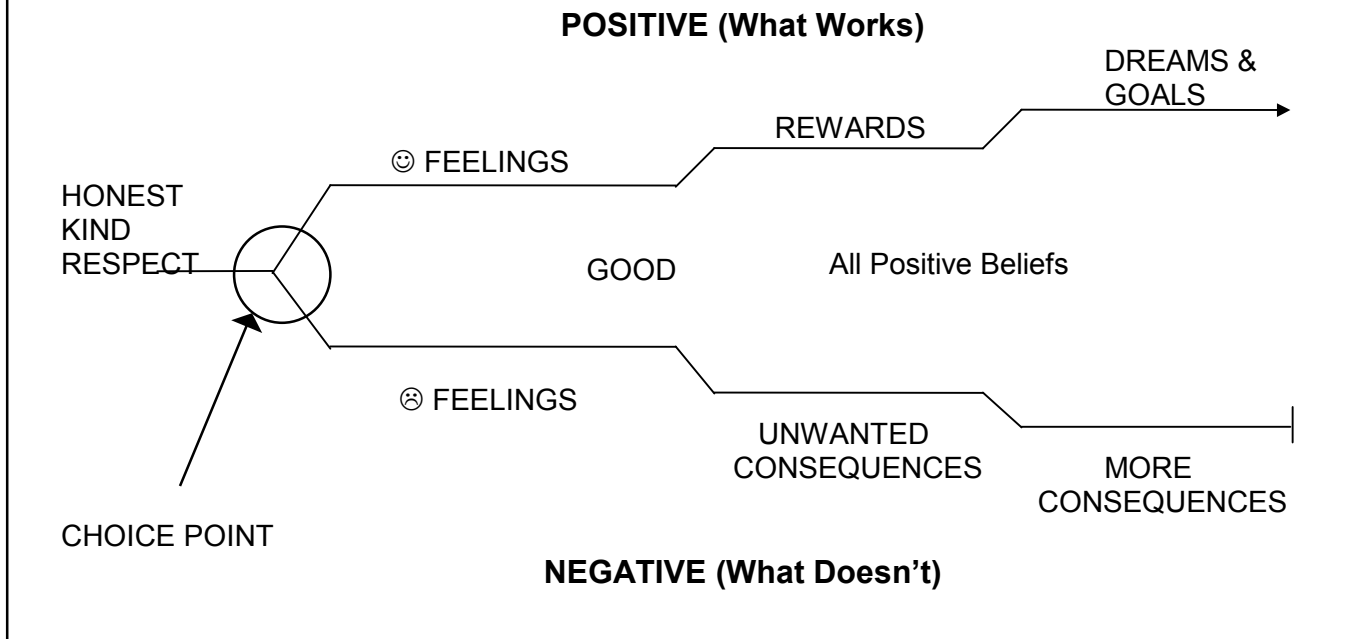 POSITIVE (What Works)
DREAMS &
GOALS
REWARDS
☺ FEELINGS
HONEST
KIND
RESPECT
GOOD
All Positive Beliefs
☹ FEELINGS
UNWANTED
CONSEQUENCES
MORE
CONSEQUENCES
CHOICE POINT
NEGATIVE (What Doesn’t)